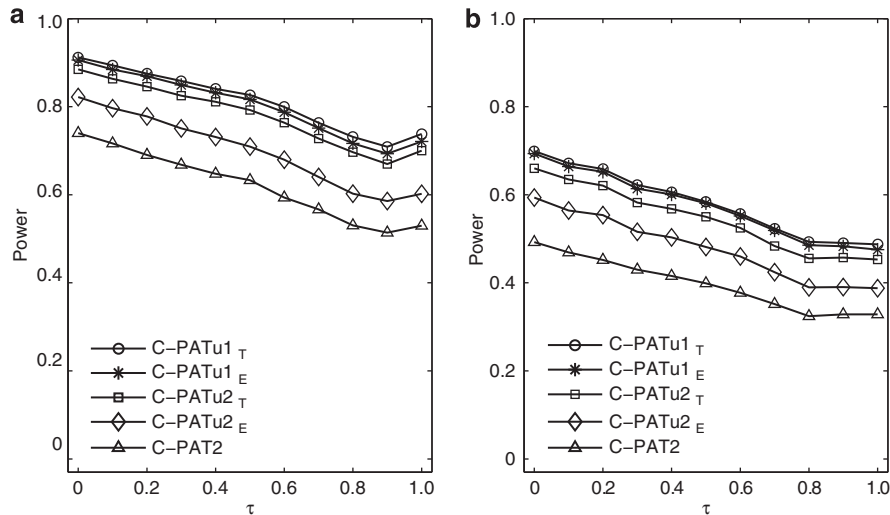 a
1.0
0.8
0.6
0.4
0.2
0
Power
C-PATu1 T
C-PATu1 E
C-PATu2 T
C-PATu2 E
C-PAT2
0 0.2 0.4 0.6 0.8 1.0
τ
b
1.0
0.8
0.6
0.4
0.2
0
Power
C-PATu1 T
C-PATu1 E
C-PATu2 T
C-PATu2 E
C-PAT2
0 0.2 0.4 0.6 0.8 1.0
τ